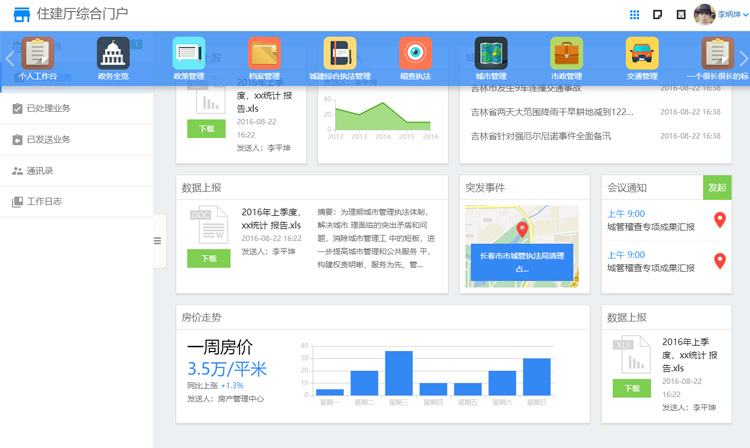 住建厅综合门户
李炳坤
个人工作台
政务全览
政策管理
档案管理
城建综合执法管理
稽查执法
城市管理
市政管理
交通管理
一个很长很长的标
已处理业务
已发送业务
通讯录
工作日志
度，xx统计 报
告.xls
2016-08-22
16:22
发送人：李平坤
下载
40
20
0
2012 2013 2014 2015 2016
吉林市发生9车连撞交通事故 2016-08-22 16:38
吉林省两大范围降雨干旱耕地减到122... 2016-08-22 16:38
吉林省针对强厄尔尼诺事件全面备汛 2016-08-22 16:38
数据上报
DOC
下载
2016年上季度，
xx统计 报告.xls
2016-08-22 16:22
发送人：李平坤
摘要：为理顺城市管理执法体制，
解决城市 理面临的突出矛盾和问
题，消除城市管理工 中的短板，进
一步提高城市管理和公共服务 平，
构建权责明晰、服务为先、管...
突发事件
长春市市城管执法局清理
占...
会议通知
发起
上午 9:00
城管稽查专项成果汇报
上午 9:00
城管稽查专项成果汇报
房价走势
一周房价
3.5万/平米
同比上涨 +1.3%
发送人：房产管理中心
40
30
20
10
0
星期一 星期二 星期三 星期四 星期五 星期六 星期日
数据上报
XLS
下载
2016年上季
度，xx统计 报
告.xls
2016-08-22
16:22
发送人：李平坤